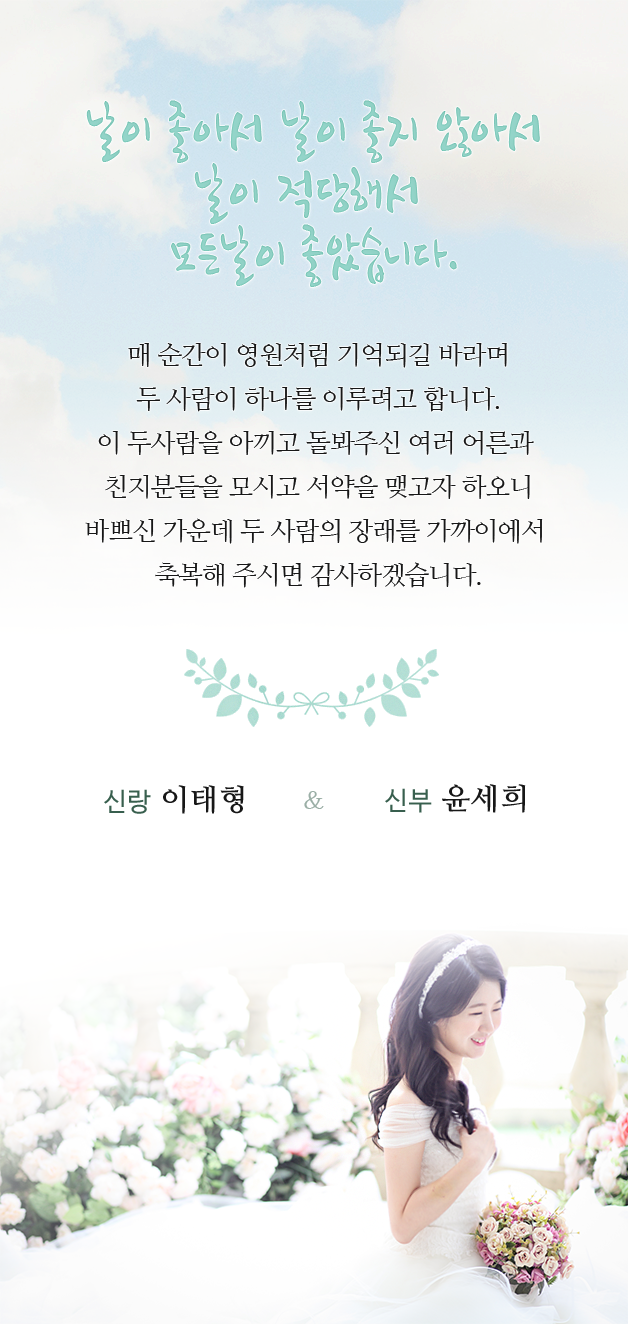 날이 좋아서 날이 좋지 않아서
날이 적당해서
모든날이 좋았습니다.
매 순간이 영원처럼 기억되길 바라며
두 사람이 하나를 이루려고 합니다.
이 두사람을 아끼고 돌봐주신 여러 어른과
친지분들을 모시고 서약을 맺고자 하오니
바쁘신 가운데 두 사람의 장래를 가까이에서
축복해 주시면 감사하겠습니다.
신랑 이태형 & 신부 윤세희